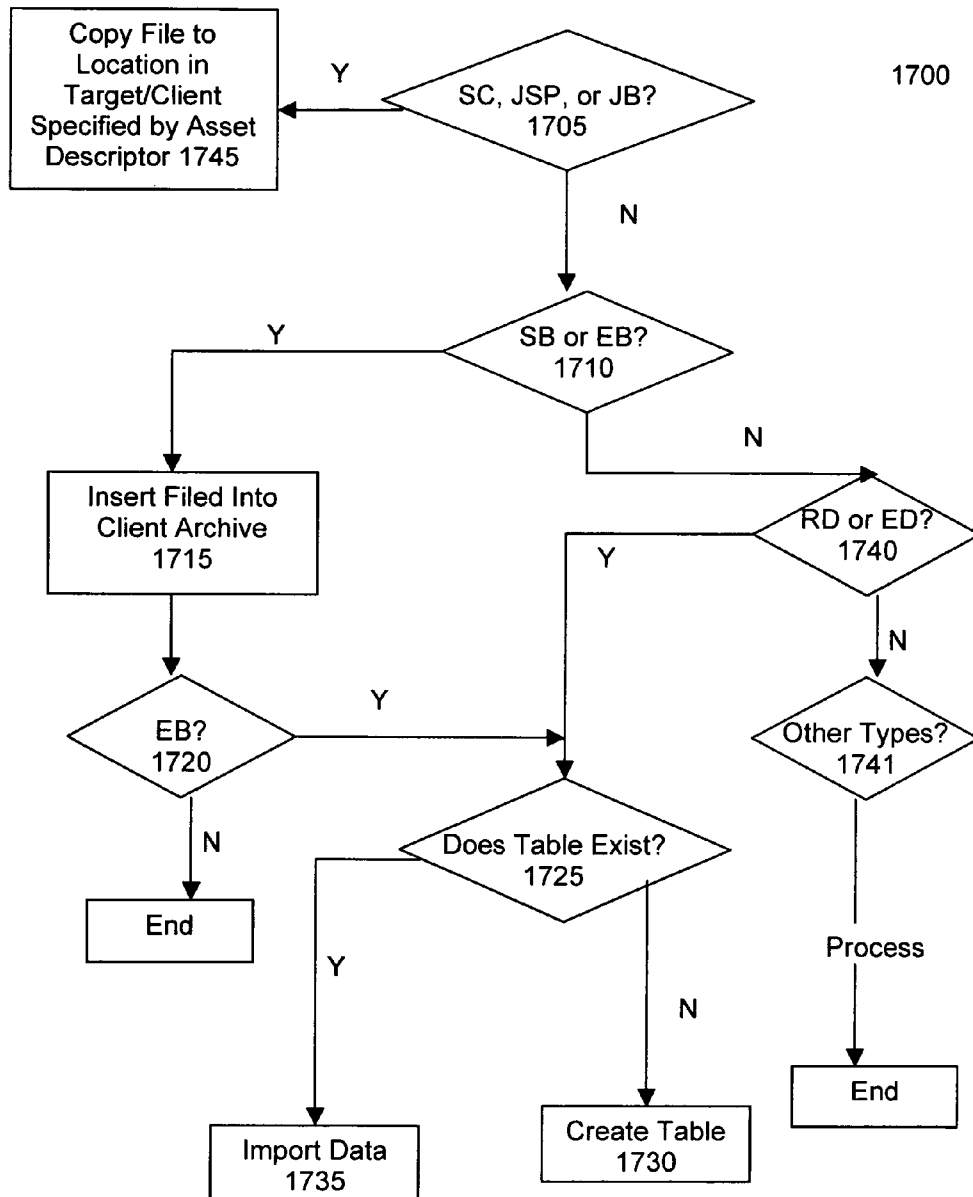 Copy File to
Location in
Target/Client
Specified by Asset
Descriptor 1745
Y
SC, JSP, or JB?
1705
1700
N
Y
SB or EB?
1710
N
Insert Filed Into
Client Archive
1715
RD or ED?
1740
Y
N
EB?
1720
Y
Other Types?
1741
N
Does Table Exist?
1725
End
Y
N
Process
End
Import Data
1735
Create Table
1730